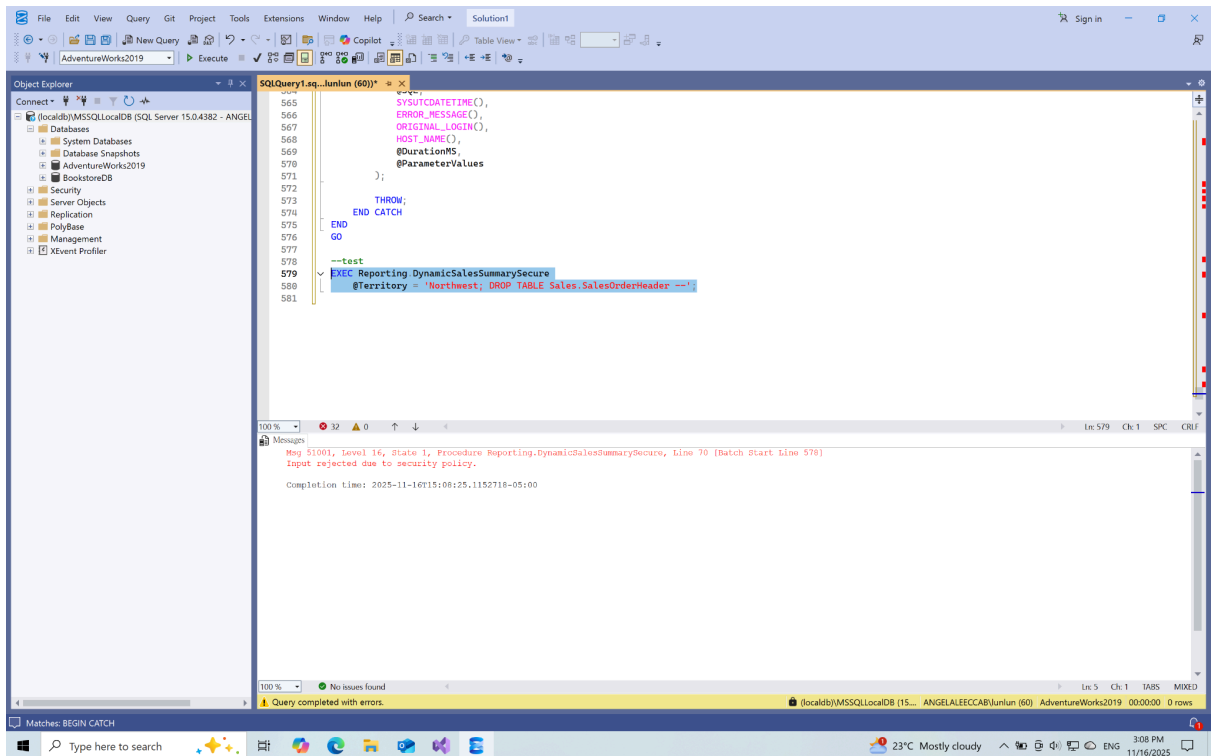 File Edit View Query Git Project Tools Extensions Window Help Search Solution1 Sign in
New Query Copilot Table View
AdventureWorks2019 Execute
Object Explorer
SQLQuery1.sq...lunlun (60))*
Connect
(localdb)\MSSQLLocalDB (SQL Server 15.0.4382 - ANGEL
Databases
System Databases
Database Snapshots
AdventureWorks2019
BookstoreDB
Security
Server Objects
Replication
PolyBase
Management
XEvent Profiler
565 SYSUTCDATETIME(),
566 ERROR_MESSAGE(),
567 ORIGINAL_LOGIN(),
568 HOST_NAME(),
569 @DurationMS,
570 @ParameterValues
571 );
572
573 THROW;
574 END CATCH
575 END
576 GO
577
578 --test
579 EXEC Reporting.DynamicSalesSummarySecure
580 @Territory = 'Northwest; DROP TABLE Sales.SalesOrderHeader --';
581
100 % 32 0 Ln: 579 Ch: 1 SPC CRLF
Messages
Msg 51001, Level 16, State 1, Procedure Reporting.DynamicSalesSummarySecure, Line 70 [Batch Start Line 578]
Input rejected due to security policy.
Completion time: 2025-11-16T15:08:25.1152718-05:00
100 % No issues found Ln: 5 Ch: 1 TABS MIXED
Query completed with errors. (localdb)\MSSQLLocalDB (15.... ANGELALEECCAB\lunlun (60) AdventureWorks2019 00:00:00 0 rows
Matches: BEGIN CATCH
Type here to search 23°C Mostly cloudy ENG 3:08 PM
11/16/2025